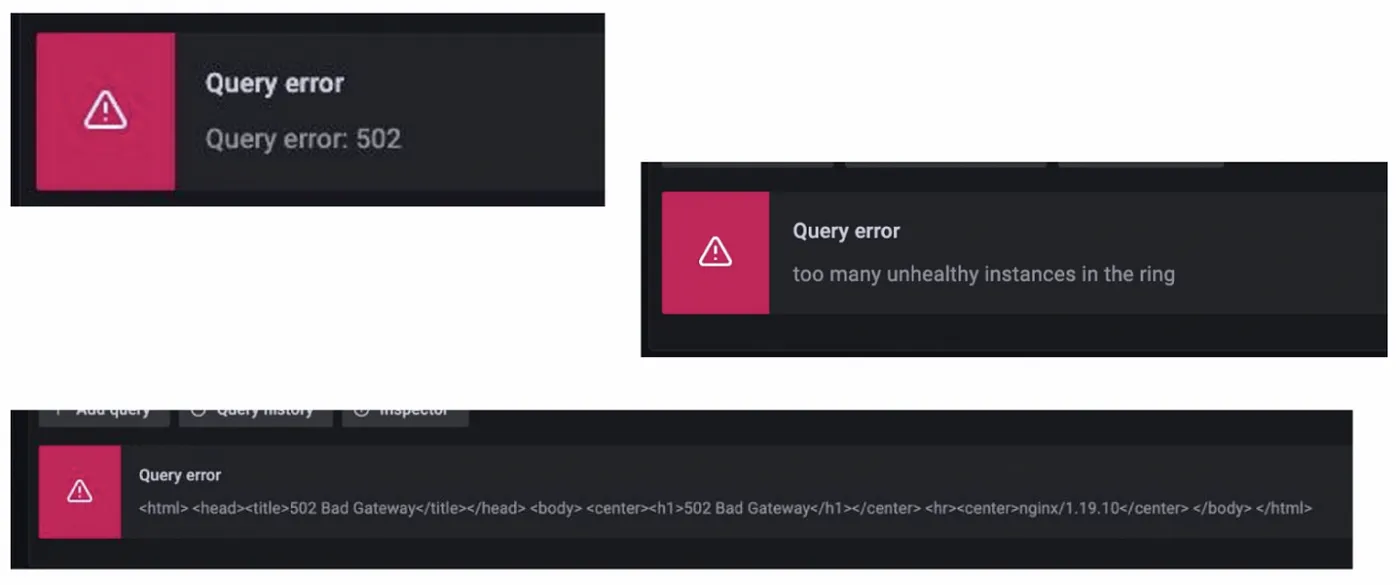 Query error
Query error: 502
Query error
too many unhealthy instances in the ring
Add query Query history Inspector
Query error
<html> <head><title>502 Bad Gateway</title></head> <body> <center><h1>502 Bad Gateway</h1></center> <hr><center>nginx/1.19.10</center> </body> </html>